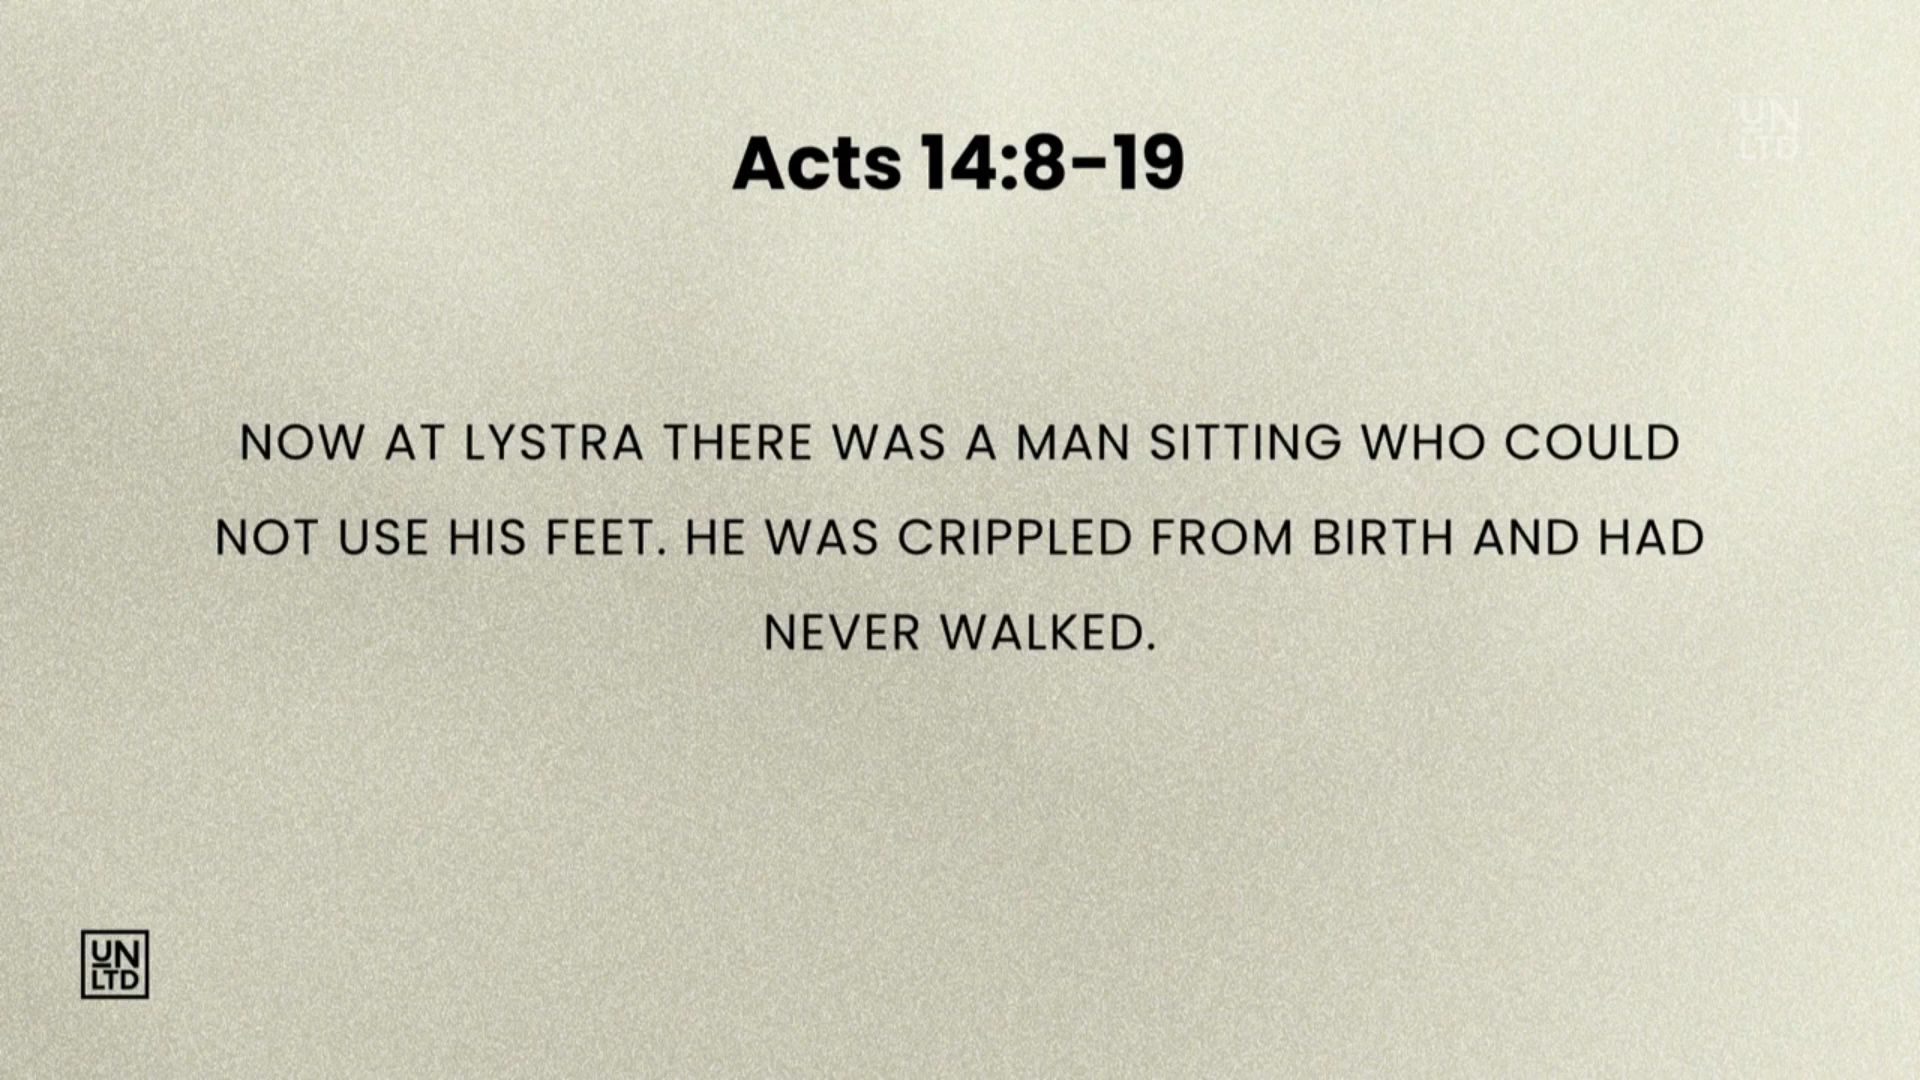 UN
LTD
Acts 14:8-19
NOW AT LYSTRA THERE WAS A MAN SITTING WHO COULD
NOT USE HIS FEET. HE WAS CRIPPLED FROM BIRTH AND HAD
NEVER WALKED.
UN
LTD